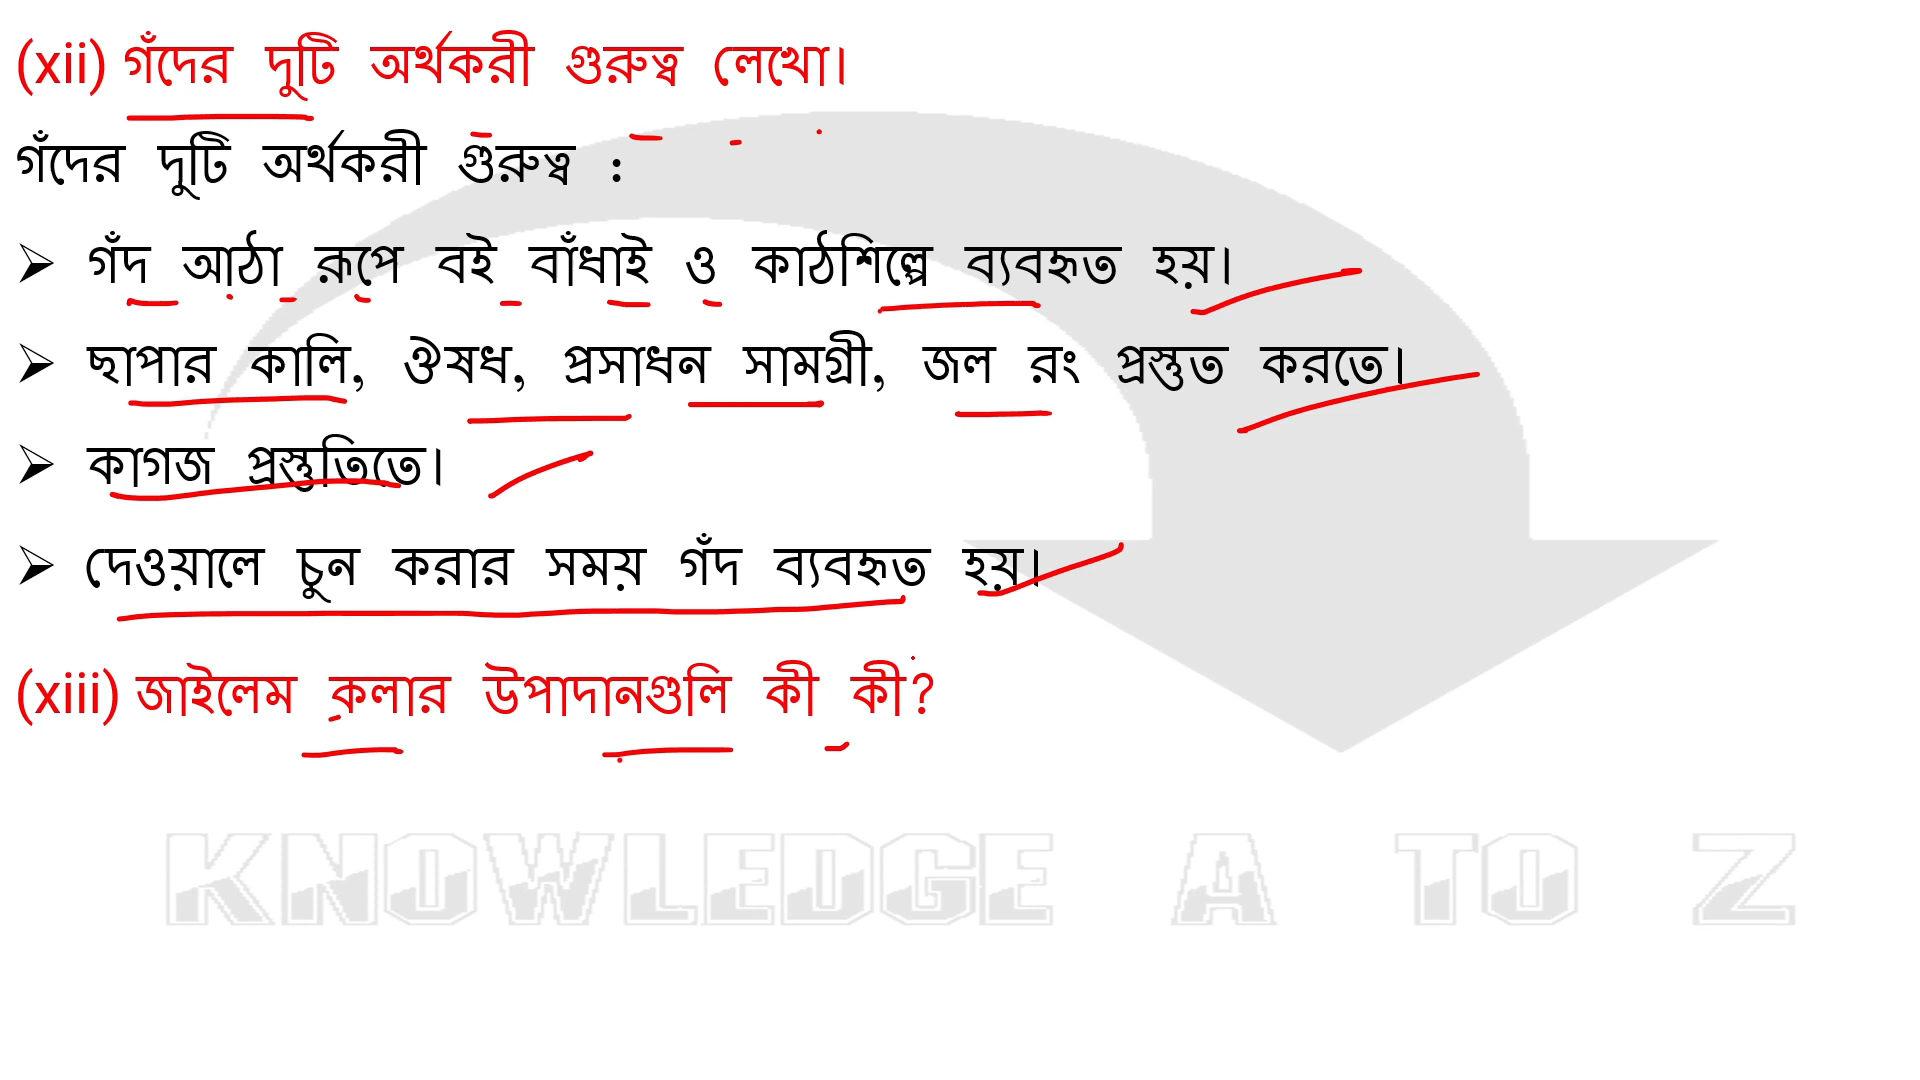 (xii) গঁদের দুটি অর্থকরী গুরুত্ব লেখো।
গঁদের দুটি অর্থকরী গুরুত্ব :
➢ গঁদ আঠা রূপে বই বাঁধাই ও কাঠশিল্পে ব্যবহৃত হয়।
➢ ছাপার কালি, ঔষধ, প্রসাধন সামগ্রী, জল রং প্রস্তুত করতে।
➢ কাগজ প্রস্তুতিতে।
➢ দেওয়ালে চুন করার সময় গঁদ ব্যবহৃত হয়।
(xiii) জাইলেম কলার উপাদানগুলি কী কী?
KNOWLEDGE A TO Z